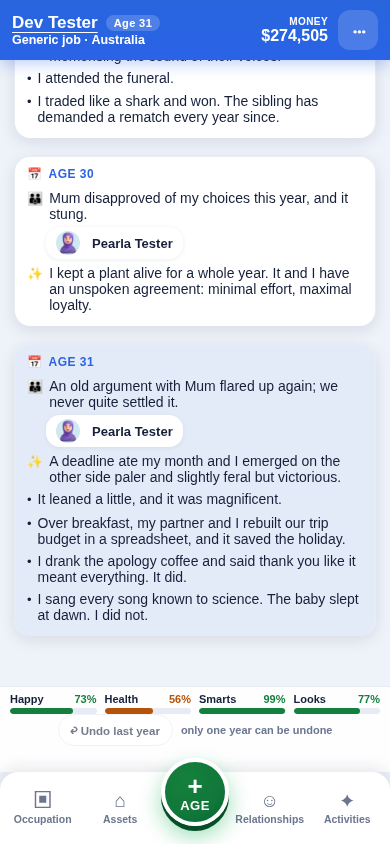 Dev Tester Age 31
Generic job · Australia
MONEY
$274,505
•••
memorising the sound of their voices.
• I attended the funeral.
• I traded like a shark and won. The sibling has
demanded a rematch every year since.
AGE 30
Mum disapproved of my choices this year, and it
stung.
Pearla Tester
I kept a plant alive for a whole year. It and I have
an unspoken agreement: minimal effort, maximal
loyalty.
AGE 31
An old argument with Mum flared up again; we
never quite settled it.
Pearla Tester
A deadline ate my month and I emerged on the
other side paler and slightly feral but victorious.
• It leaned a little, and it was magnificent.
• Over breakfast, my partner and I rebuilt our trip
budget in a spreadsheet, and it saved the holiday.
• I drank the apology coffee and said thank you like it
meant everything. It did.
• I sang every song known to science. The baby slept
at dawn. I did not.
Happy 73% Health 56% Smarts 99% Looks 77%
Undo last year only one year can be undone
+
AGE
Occupation Assets Relationships Activities